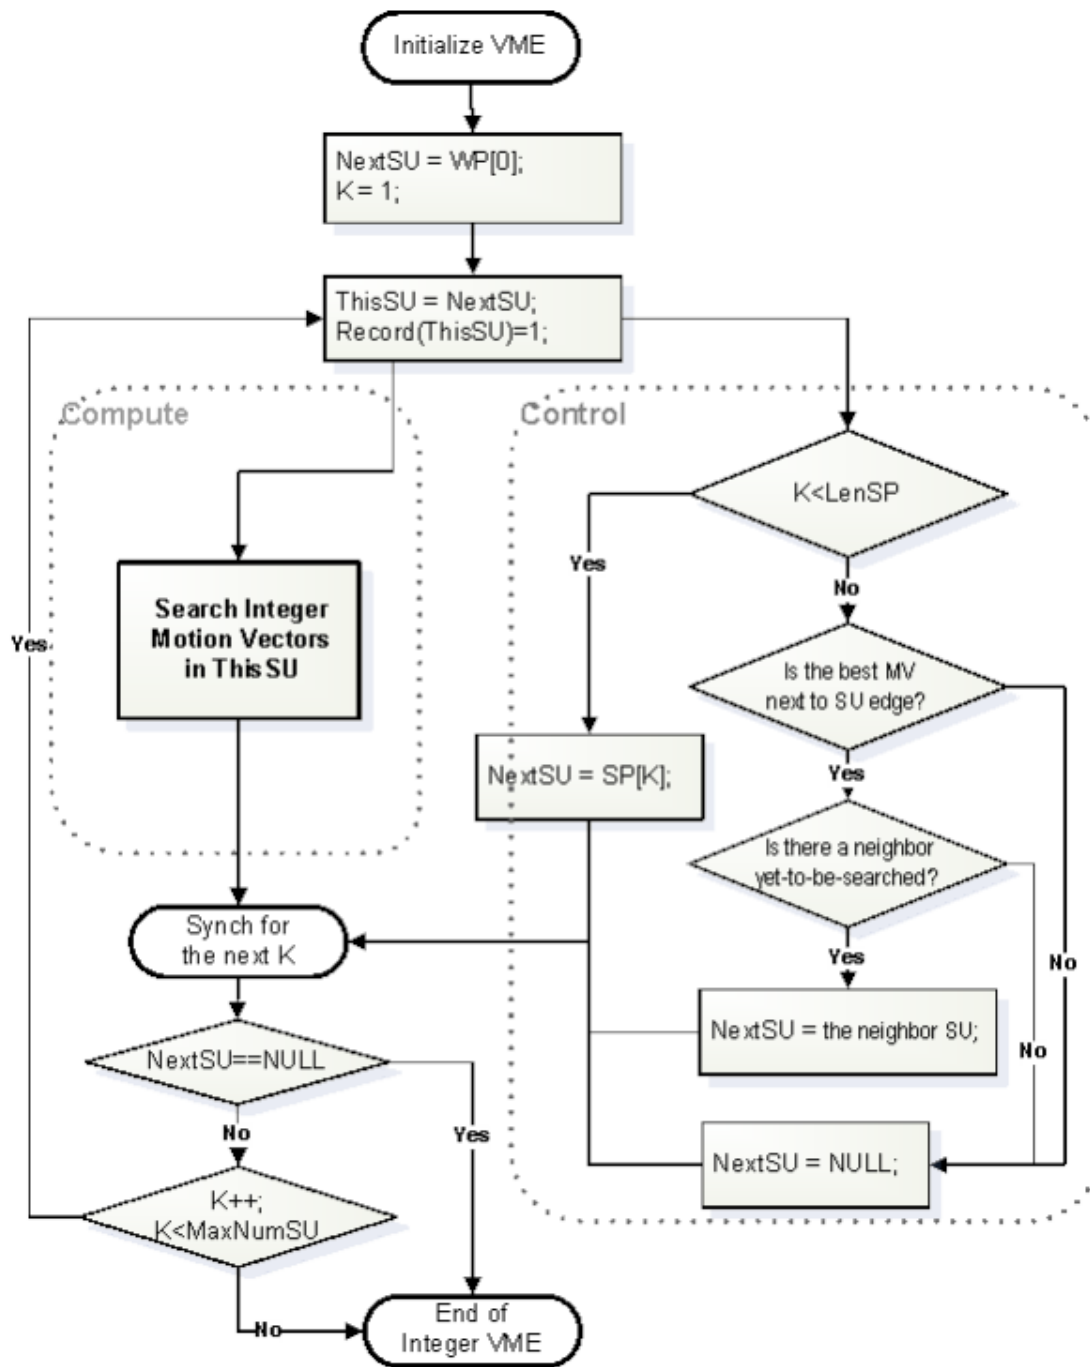 Initialize VME
NextSU = WP[0];
K = 1;
ThisSU = NextSU;
Record(ThisSU)=1;
Compute
Control
K<LenSP
Yes
No
Search Integer
Motion Vectors
in This SU
Yes
Is the best MV
next to SU edge?
NextSU = SP[K];
Yes
Is there a neighbor
yet-to-be-searched?
Synch for
the next K
Yes
No
NextSU = the neighbor SU;
No
NextSU==NULL
No
Yes
NextSU = NULL;
K++;
K<MaxNumSU
No
End of
Integer VME